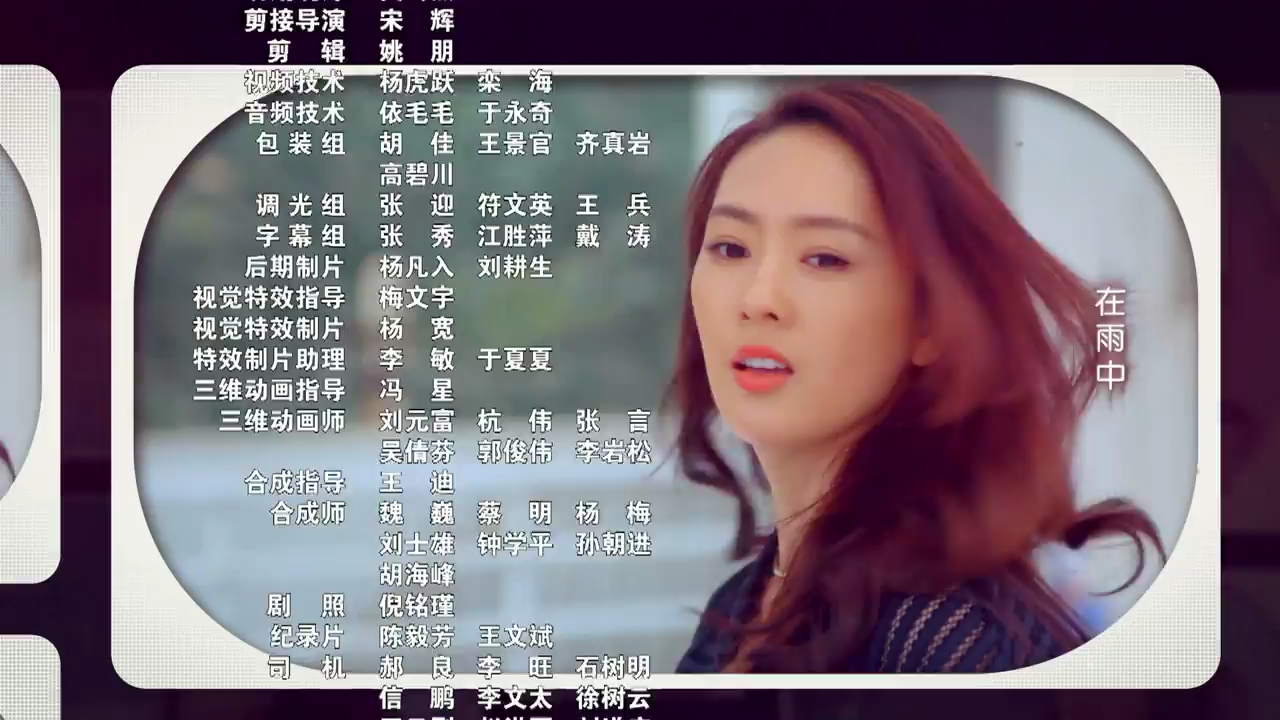 剪接导演 宋 辉
剪 辑 姚 朋
视频技术 杨虎跃 栾 海
音频技术 依毛毛 于永奇
包 装 组 胡 佳 王景官 齐真岩
高碧川
调 光 组 张 迎 符文英 王 兵
字 幕 组 张 秀 江胜萍 戴 涛
后期制片 杨凡入 刘耕生
视觉特效指导 梅文宇
视觉特效制片 杨 宽
特效制片助理 李 敏 于夏夏
三维动画指导 冯 星
三维动画师 刘元富 杭 伟 张 言
吴倩芬 郭俊伟 李岩松
合成指导 王 迪
合成师 魏 巍 蔡 明 杨 梅
刘士雄 钟学平 孙朝进
胡海峰
剧 照 倪铭瑾
纪录片 陈毅芳 王文斌
司 机 郝 良 李 旺 石树明
信 鹏 李文太 徐树云
在雨中